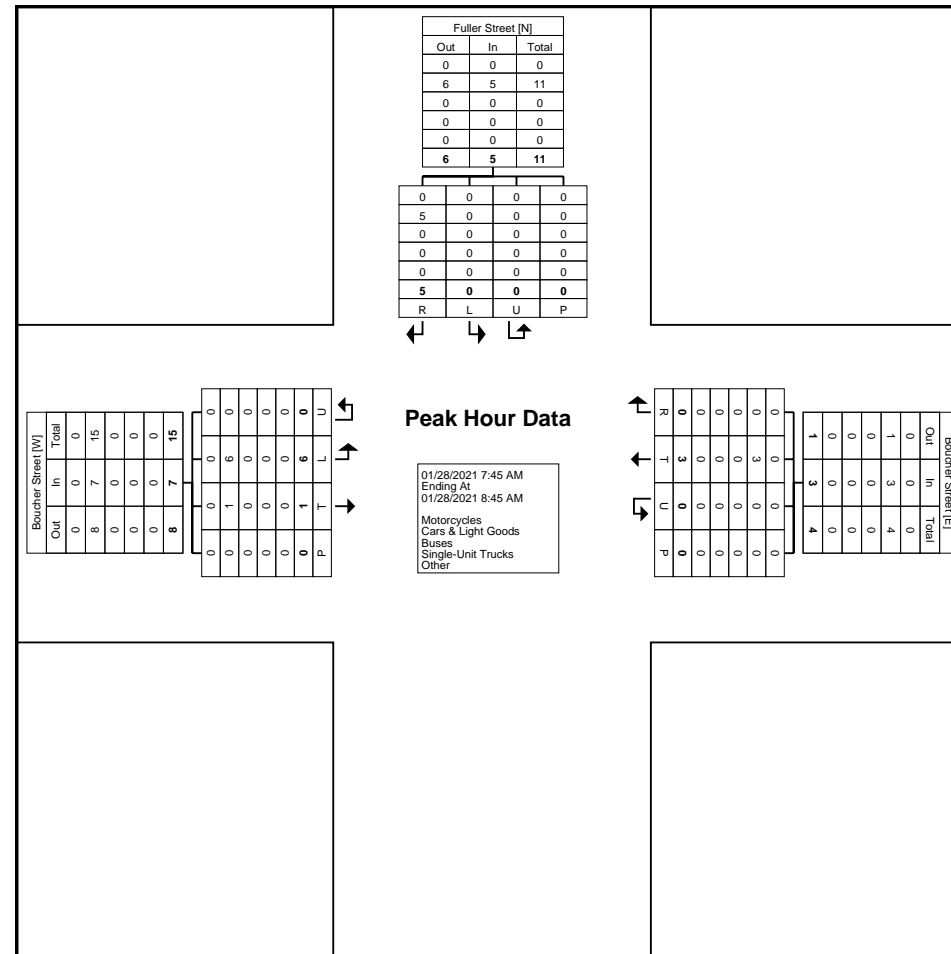 Fuller Street [N]
Out In Total
0 0 0
6 5 11
0 0 0
0 0 0
0 0 0
6 5 11
0 0 0 0
5 0 0 0
0 0 0 0
0 0 0 0
0 0 0 0
5 0 0 0
R L U P
Boucher Street [W]
Total In Out
0 0 0
15 7 8
0 0 0
0 0 0
0 0 0
15 7 8
0 0 0 0
0 6 1 0
0 0 0 0
0 0 0 0
0 0 0 0
0 6 1 0
U L T P
Peak Hour Data
01/28/2021 7:45 AM
Ending At
01/28/2021 8:45 AM
Motorcycles
Cars & Light Goods
Buses
Single-Unit Trucks
Other
R T U P
0 3 0 0
0 0 0 0
0 0 0 0
0 0 0 0
0 3 0 0
0 0 0 0
Boucher Street [E]
Out In Total
0 0 0
1 3 4
0 0 0
0 0 0
0 0 0
1 3 4